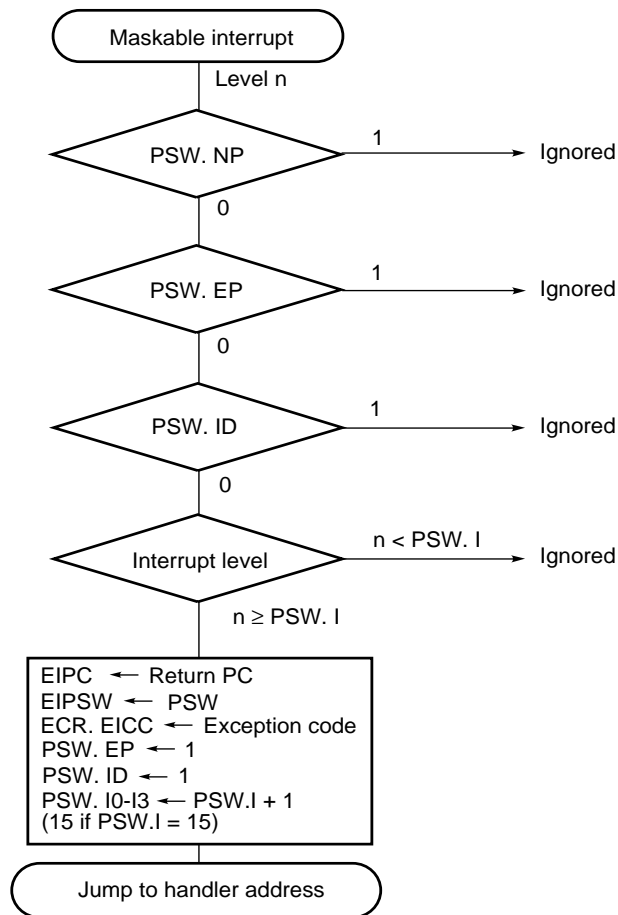 Maskable interrupt
Level n
PSW. NP
1
Ignored
0
PSW. EP
1
Ignored
0
PSW. ID
1
Ignored
0
Interrupt level
n < PSW. I
Ignored
n ≥ PSW. I
EIPC ← Return PC
EIPSW ← PSW
ECR. EICC ← Exception code
PSW. EP ← 1
PSW. ID ← 1
PSW. I0-I3 ← PSW.I + 1
(15 if PSW.I = 15)
Jump to handler address